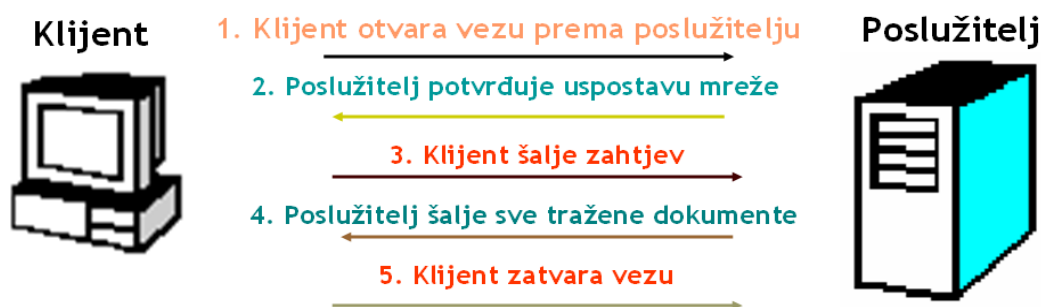 Klijent
1. Klijent otvara vezu prema poslužitelju
Poslužitelj
2. Poslužitelj potvrđuje uspostavu mreže
3. Klijent šalje zahtjev
4. Poslužitelj šalje sve tražene dokumente
5. Klijent zatvara vezu